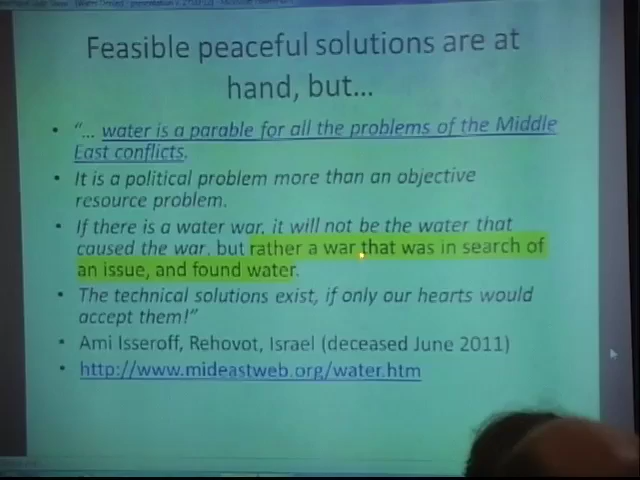 Feasible peaceful solutions are at
hand, but...
• "... water is a parable for all the problems of the Middle
East conflicts.
• It is a political problem more than an objective
resource problem.
• If there is a water war, it will not be the water that
caused the war, but rather a war that was in search of
an issue, and found water.
• The technical solutions exist, if only our hearts would
accept them!"
• Ami Isseroff, Rehovot, Israel (deceased June 2011)
• http://www.mideastweb.org/water.htm